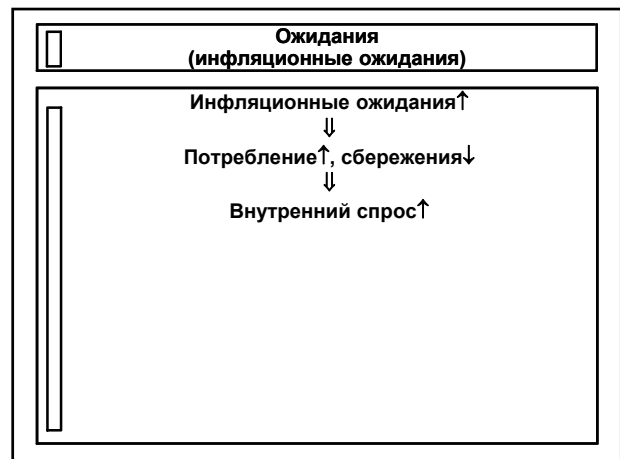 Ожидания
(инфляционные ожидания)
Инфляционные ожидания↑
⇓
Потребление↑, сбережения↓
⇓
Внутренний спрос↑